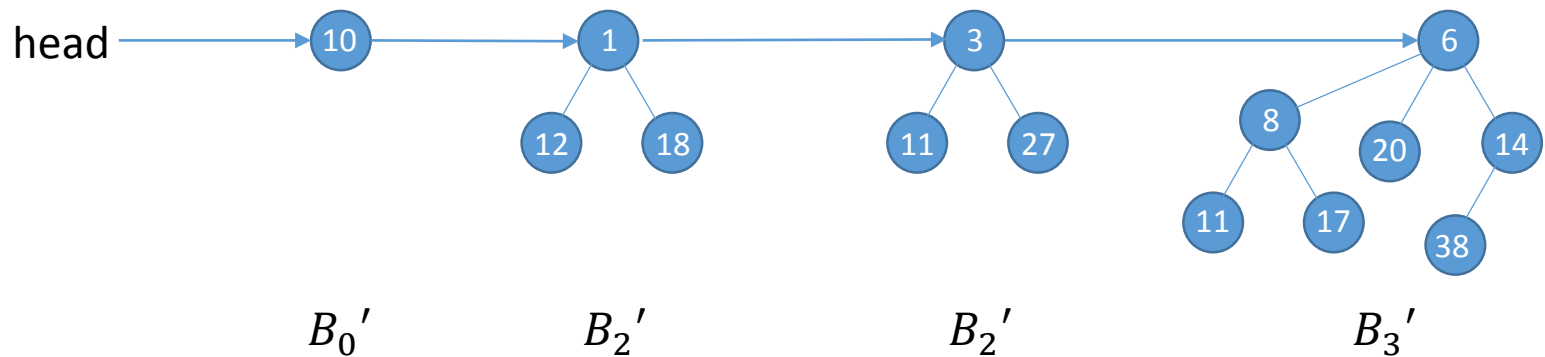 head 10 1 3 6
8
12 18 11 27 20 14
11 17 38
B₀′ B₂′ B₂′ B₃′